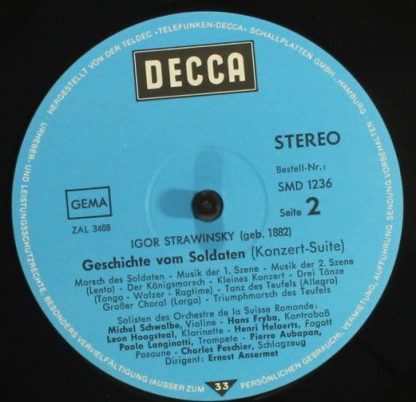 HERGESTELLT VON DER TELDEC »TELEFUNKEN-DECCA« SCHALLPLATTEN GMBH., HAMBURG
URHEBER- UND LEISTUNGSSCHUTZRECHTE, BESONDERS VERVIELFÄLTIGUNG (AUSSER ZUM PERSÖNLICHEN GEBRAUCHE), VERMIETUNG, AUFFÜHRUNG, SENDUNG VORBEHALTEN
DECCA
STEREO
Bestell-Nr.:
SMD 1236
GEMA
Seite 2
ZAL 3488
IGOR STRAWINSKY (geb. 1882)
Geschichte vom Soldaten (Konzert-Suite)
Marsch des Soldaten - Musik der 1. Szene - Musik der 2. Szene
(Lento) - Der Königsmarsch - Kleines Konzert - Drei Tänze
(Tango - Walzer - Ragtime) - Tanz des Teufels (Allegro)
Großer Choral (Largo) - Triumphmarsch des Teufels
Solisten des Orchestre de la Suisse Romande:
Michel Schwalbe, Violine - Hans Fryba, Kontrabaß
Leon Hoogsteal, Klarinette - Henri Helaerts, Fagott
Paolo Longinotti, Trompete - Pierre Aubapan,
Posaune - Charles Peschier, Schlagzeug
Dirigent: Ernest Ansermet
33